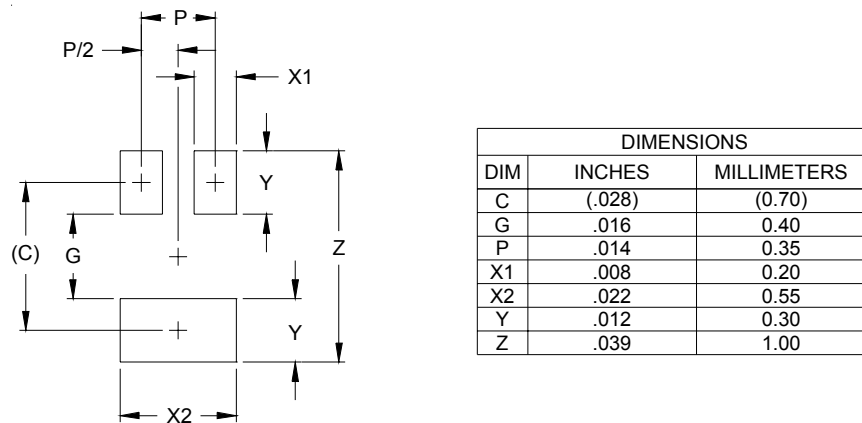 P
P/2
X1
Y
(C)
G
Z
Y
X2
DIMENSIONS
DIM INCHES MILLIMETERS
C (.028) (0.70)
G .016 0.40
P .014 0.35
X1 .008 0.20
X2 .022 0.55
Y .012 0.30
Z .039 1.00